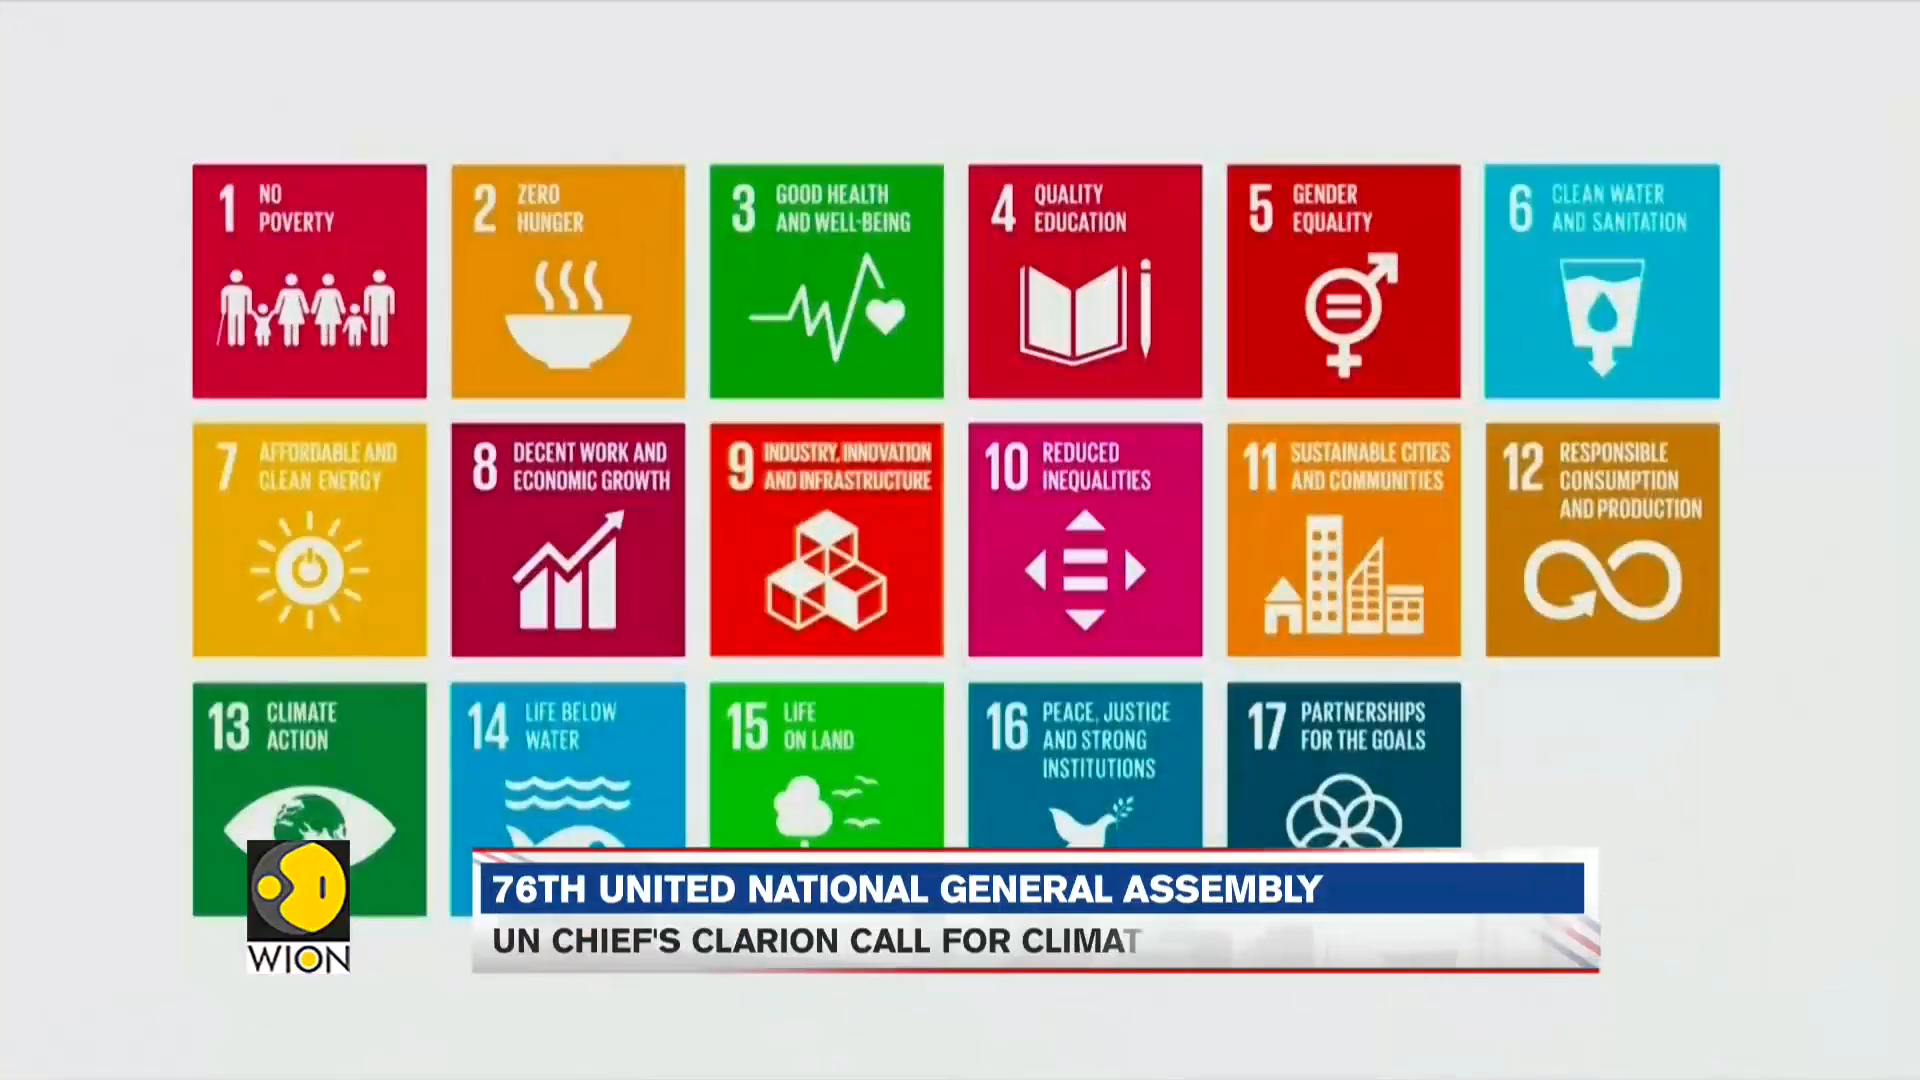 1 NO
POVERTY
2 ZERO
HUNGER
3 GOOD HEALTH
AND WELL-BEING
4 QUALITY
EDUCATION
5 GENDER
EQUALITY
6 CLEAN WATER
AND SANITATION
7 AFFORDABLE AND
CLEAN ENERGY
8 DECENT WORK AND
ECONOMIC GROWTH
9 INDUSTRY, INNOVATION
AND INFRASTRUCTURE
10 REDUCED
INEQUALITIES
11 SUSTAINABLE CITIES
AND COMMUNITIES
12 RESPONSIBLE
CONSUMPTION
AND PRODUCTION
13 CLIMATE
ACTION
14 LIFE BELOW
WATER
15 LIFE
ON LAND
16 PEACE, JUSTICE
AND STRONG
INSTITUTIONS
17 PARTNERSHIPS
FOR THE GOALS
WION
76TH UNITED NATIONAL GENERAL ASSEMBLY
UN CHIEF'S CLARION CALL FOR CLIMAT